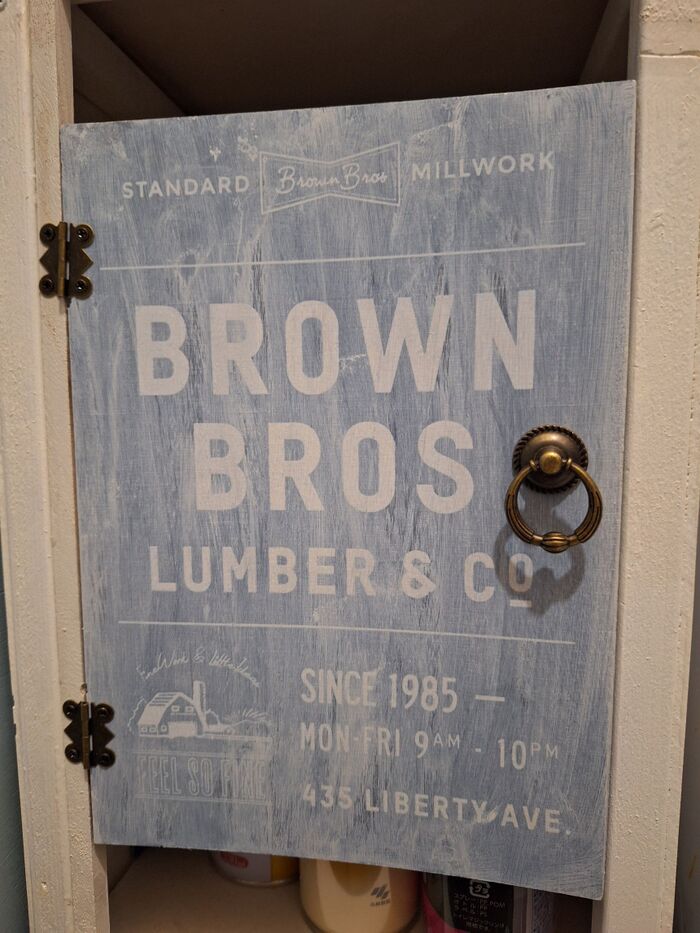 STANDARD Brown Bros MILLWORK
BROWN
BROS
LUMBER & CO
SINCE 1985 —
MON-FRI 9AM - 10PM
435 LIBERTY AVE.
FEEL SO FINE